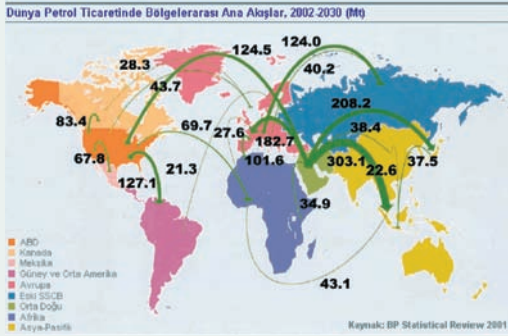 Dünya Petrol Ticaretinde Bölgelerarası Ana Akışlar, 2002-2030 (Mt)
124.5
124.0
28.3
40.2
43.7
208.2
83.4
69.7
27.6
38.4
182.7
67.8
101.6
303.1
37.5
21.3
22.6
127.1
34.9
43.1
ABD
Kanada
Meksika
Güney ve Orta Amerika
Avrupa
Eski SSCB
Orta Doğu
Afrika
Asya-Pasifik
Kaynak: BP Statistical Review 2001